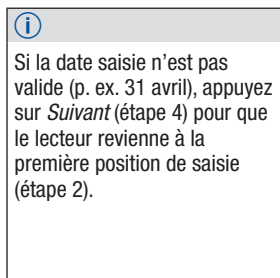 Si la date saisie n'est pas
valide (p. ex. 31 avril), appuyez
sur Suivant (étape 4) pour que
le lecteur revienne à la
première position de saisie
(étape 2).